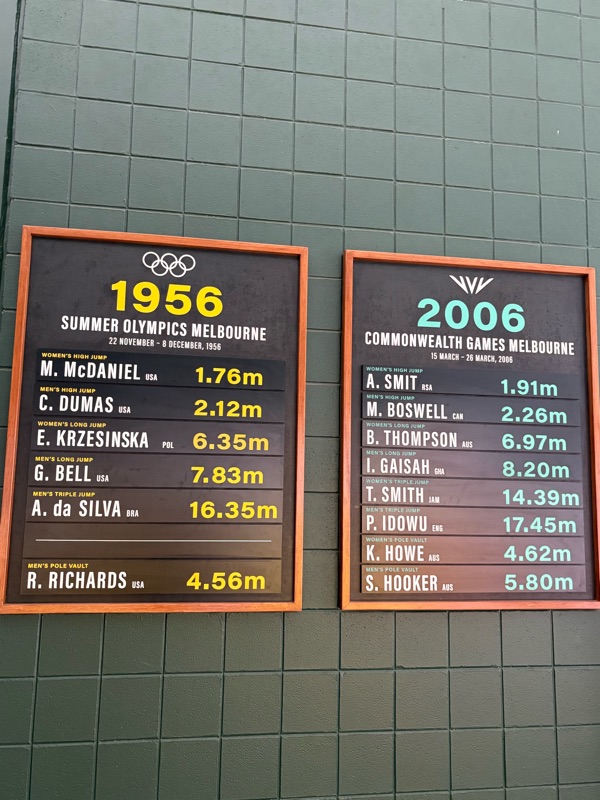 1956
SUMMER OLYMPICS MELBOURNE
22 NOVEMBER - 8 DECEMBER, 1956
WOMEN'S HIGH JUMP
M. McDANIEL USA 1.76m
MEN'S HIGH JUMP
C. DUMAS USA 2.12m
WOMEN'S LONG JUMP
E. KRZESINSKA POL 6.35m
MEN'S LONG JUMP
G. BELL USA 7.83m
MEN'S TRIPLE JUMP
A. da SILVA BRA 16.35m
MEN'S POLE VAULT
R. RICHARDS USA 4.56m
2006
COMMONWEALTH GAMES MELBOURNE
15 MARCH - 26 MARCH, 2006
WOMEN'S HIGH JUMP
A. SMIT RSA 1.91m
MEN'S HIGH JUMP
M. BOSWELL CAN 2.26m
WOMEN'S LONG JUMP
B. THOMPSON AUS 6.97m
MEN'S LONG JUMP
I. GAISAH GHA 8.20m
WOMEN'S TRIPLE JUMP
T. SMITH JAM 14.39m
MEN'S TRIPLE JUMP
P. IDOWU ENG 17.45m
WOMEN'S POLE VAULT
K. HOWE AUS 4.62m
MEN'S POLE VAULT
S. HOOKER AUS 5.80m